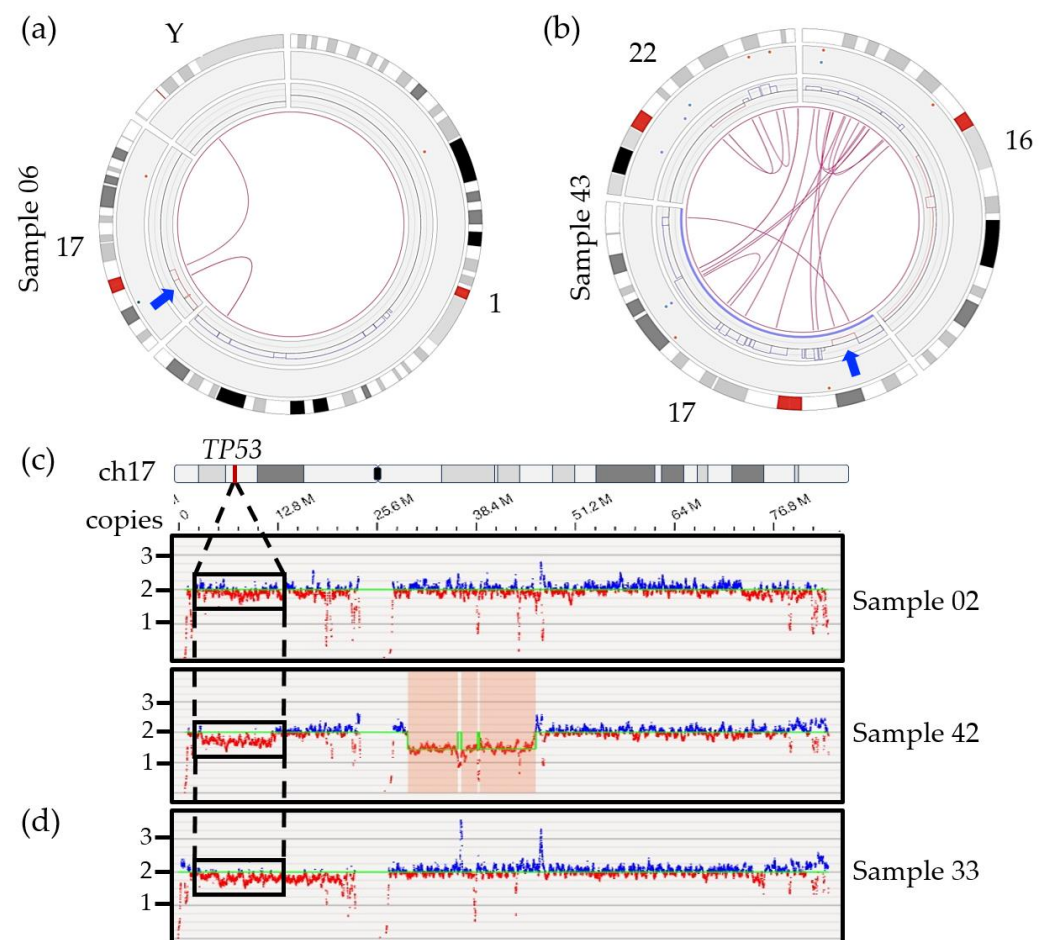 (a)
Y
Sample 06
17
1
(b)
22
16
Sample 43
17
(c)
TP53
ch17
copies
0
12.8 M
25.6 M
38.4 M
51.2 M
64 M
76.8 M
3
2
1
Sample 02
3
2
1
Sample 42
(d)
3
2
1
Sample 33